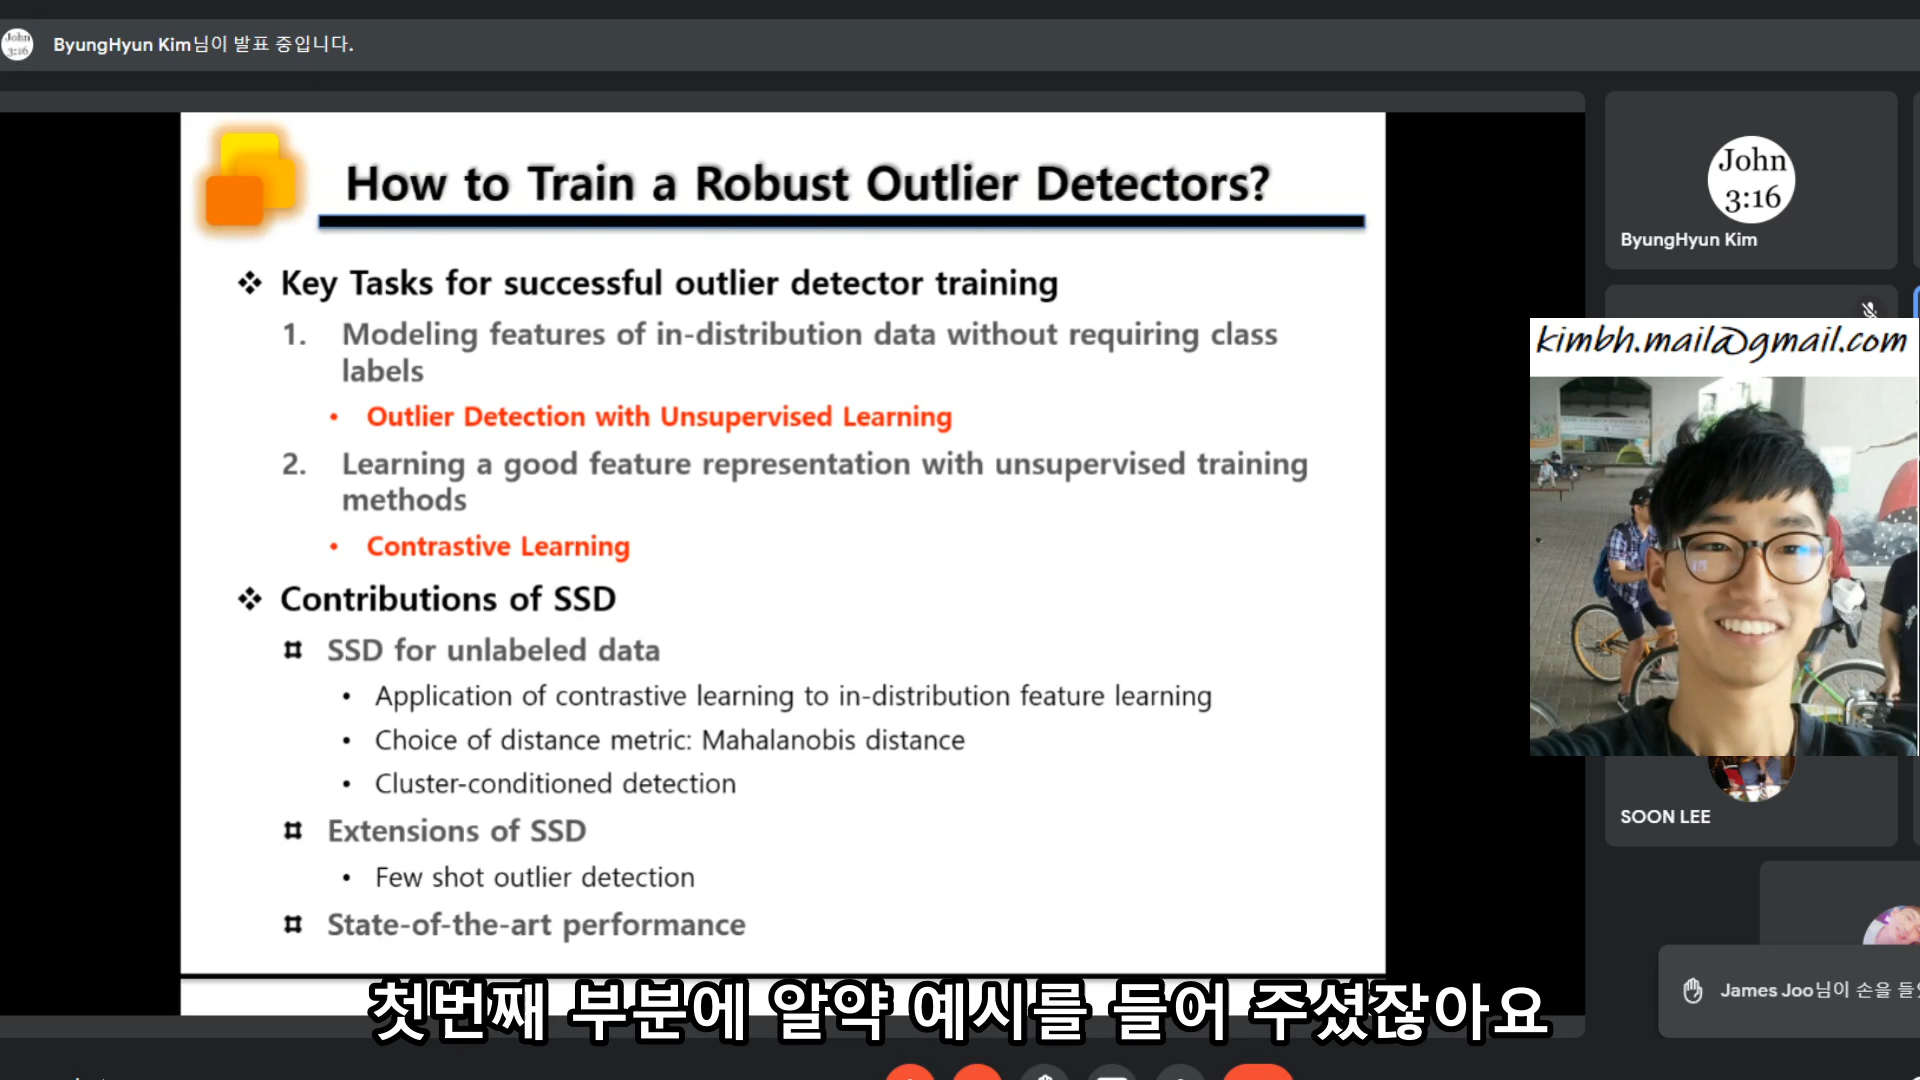 John
3:16
ByungHyun Kim님이 발표 중입니다.
How to Train a Robust Outlier Detectors?
❖ Key Tasks for successful outlier detector training
1. Modeling features of in-distribution data without requiring class
labels
• Outlier Detection with Unsupervised Learning
2. Learning a good feature representation with unsupervised training
methods
• Contrastive Learning
❖ Contributions of SSD
SSD for unlabeled data
• Application of contrastive learning to in-distribution feature learning
• Choice of distance metric: Mahalanobis distance
• Cluster-conditioned detection
Extensions of SSD
• Few shot outlier detection
State-of-the-art performance
첫번째 부분에 알약 예시를 들어 주셨잖아요
John
3:16
ByungHyun Kim
kimbh.mail@gmail.com
SOON LEE
James Joo님이 손을